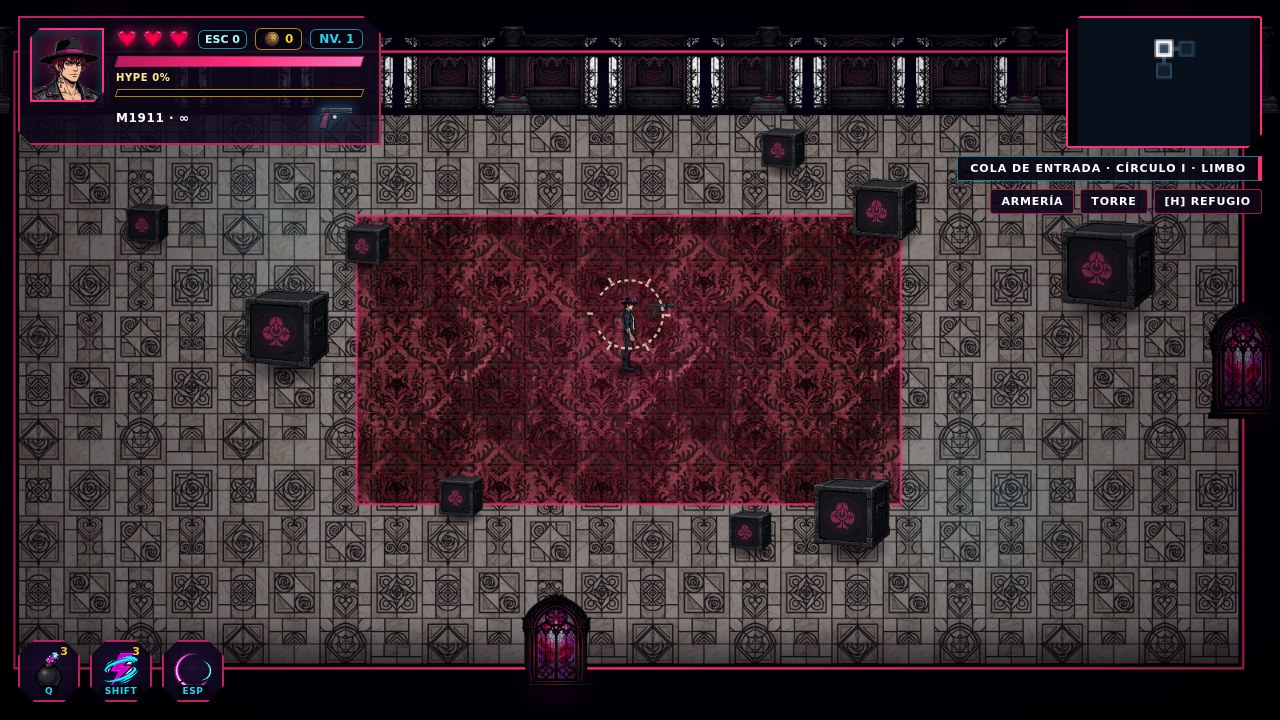 ESC 0
0
NV. 1
HYPE 0%
M1911 · ∞
COLA DE ENTRADA · CÍRCULO I · LIMBO
ARMERÍA
TORRE
[H] REFUGIO
3
Q
3
SHIFT
ESP